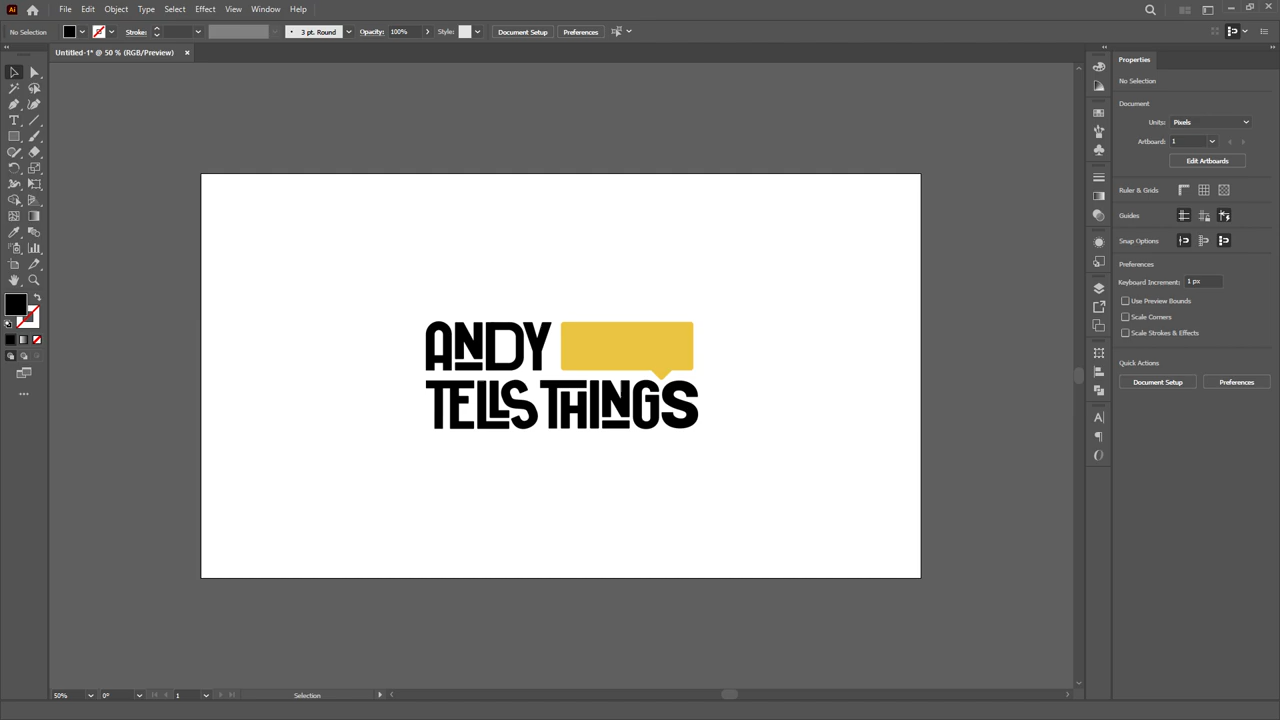 Ai File Edit Object Type Select Effect View Window Help
No Selection Stroke: 3 pt. Round Opacity: 100% Style: Document Setup Preferences
Untitled-1* @ 50 % (RGB/Preview) ×
Properties
No Selection
Document
Units: Pixels
Artboard: 1
Edit Artboards
Ruler & Grids
Guides
Snap Options
Preferences
Keyboard Increment: 1 px
Use Preview Bounds
Scale Corners
Scale Strokes & Effects
Quick Actions
Document Setup Preferences
ANDY
TELLS THINGS
50% 0° 1 Selection